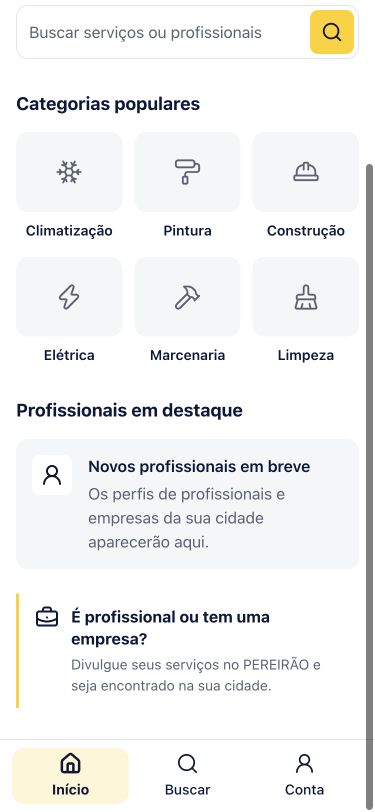 Buscar serviços ou profissionais
Categorias populares
Climatização
Pintura
Construção
Elétrica
Marcenaria
Limpeza
Profissionais em destaque
Novos profissionais em breve
Os perfis de profissionais e
empresas da sua cidade
aparecerão aqui.
É profissional ou tem uma
empresa?
Divulgue seus serviços no PEREIRÃO e
seja encontrado na sua cidade.
Início
Buscar
Conta